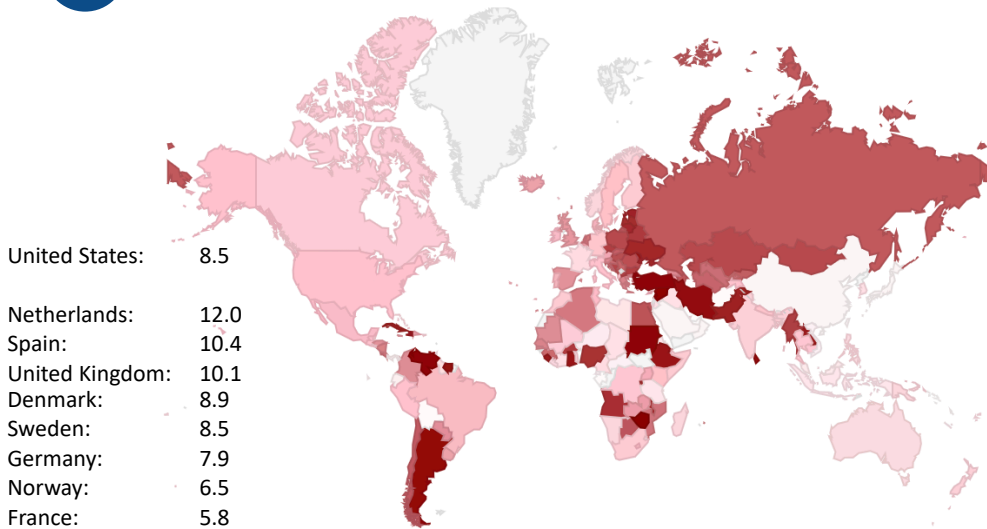 United States: 8.5
Netherlands: 12.0
Spain: 10.4
United Kingdom: 10.1
Denmark: 8.9
Sweden: 8.5
Germany: 7.9
Norway: 6.5
France: 5.8